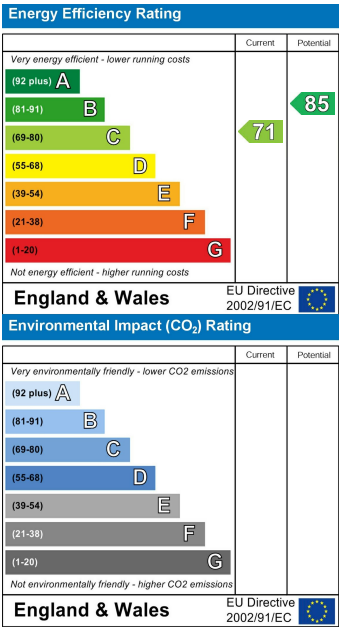 Energy Efficiency Rating
Current Potential
Very energy efficient - lower running costs
(92 plus) A
(81-91) B
85
(69-80) C
71
(55-68) D
(39-54) E
(21-38) F
(1-20) G
Not energy efficient - higher running costs
England & Wales
EU Directive
2002/91/EC
Environmental Impact (CO2) Rating
Current Potential
Very environmentally friendly - lower CO2 emissions
(92 plus) A
(81-91) B
(69-80) C
(55-68) D
(39-54) E
(21-38) F
(1-20) G
Not environmentally friendly - higher CO2 emissions
England & Wales
EU Directive
2002/91/EC